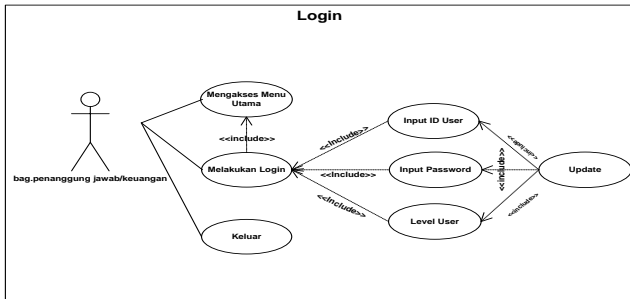 Login
Mengakses Menu
Utama
<<include>>
Melakukan Login
Keluar
bag.penanggung jawab/keuangan
<<Include>>
<<Include>>
<<Include>>
Input ID User
Input Password
Level User
<<include>>
<<include>>
Update